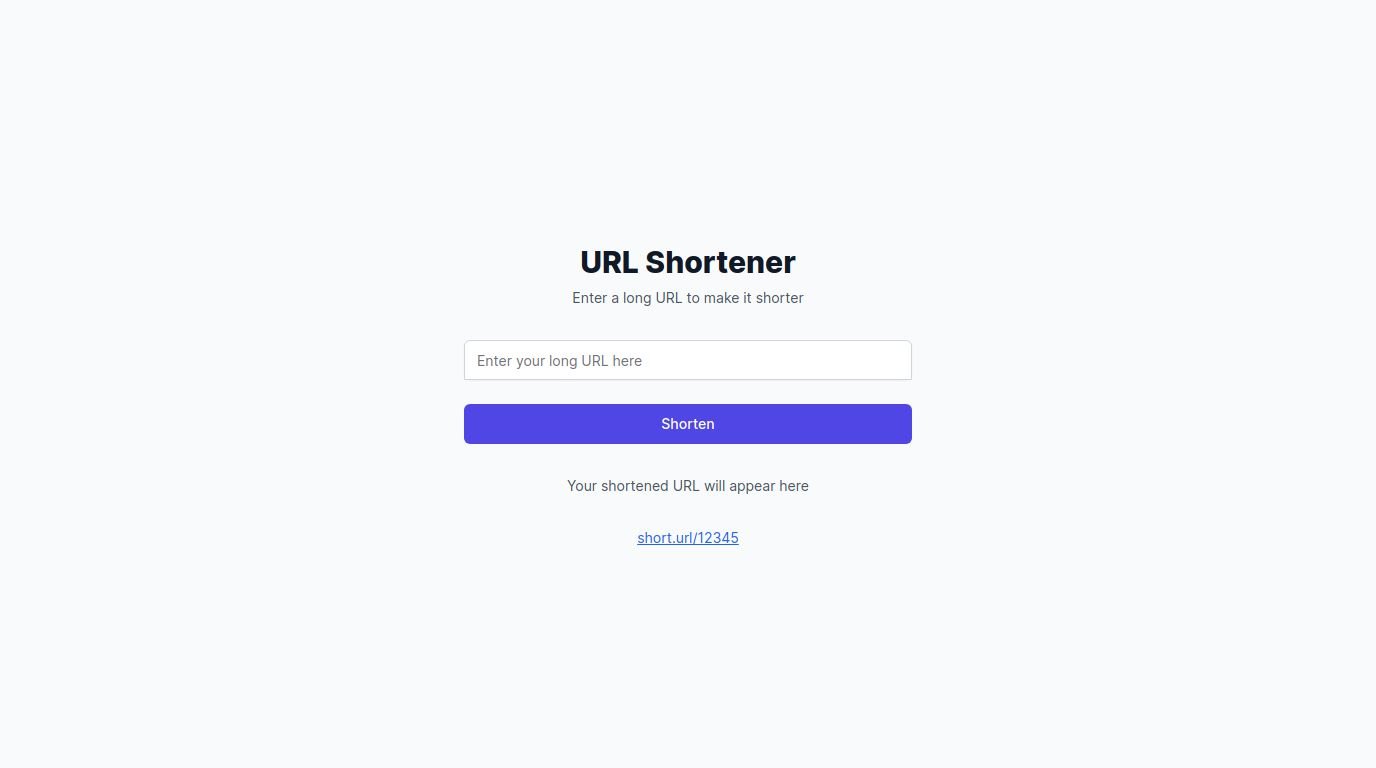 URL Shortener
Enter a long URL to make it shorter
Enter your long URL here
Shorten
Your shortened URL will appear here
short.url/12345